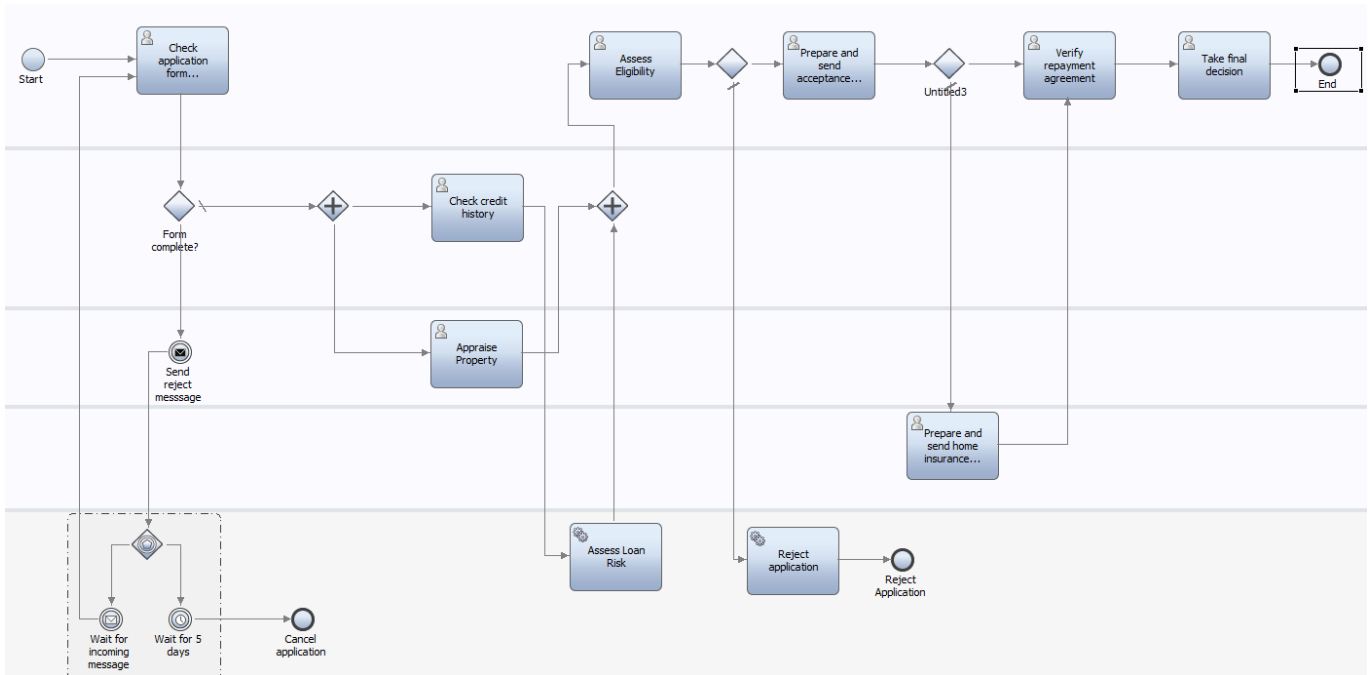 Start
Check
application
form...
Assess
Eligibility
Prepare and
send
acceptance...
Untitled3
Verify
repayment
agreement
Take final
decision
End
Form
complete?
Check credit
history
Send
reject
messsage
Appraise
Property
Prepare and
send home
insurance...
Wait for
incoming
message
Wait for 5
days
Cancel
application
Assess Loan
Risk
Reject
application
Reject
Application